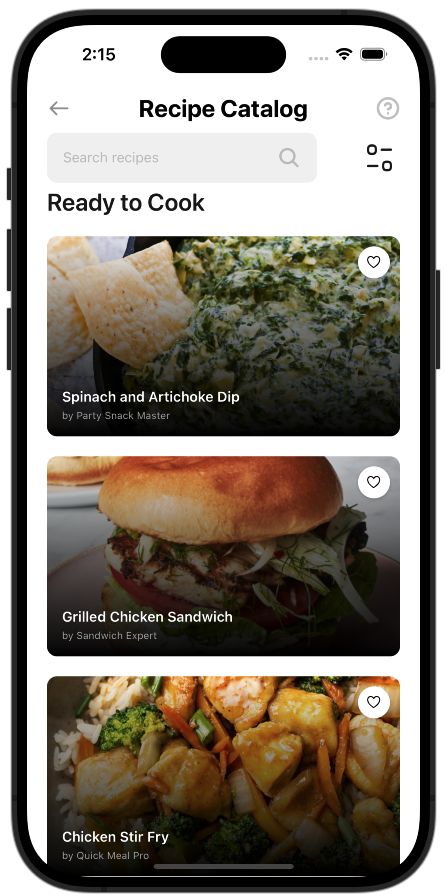 2:15
Recipe Catalog
Search recipes
Ready to Cook
Spinach and Artichoke Dip
by Party Snack Master
Grilled Chicken Sandwich
by Sandwich Expert
Chicken Stir Fry
by Quick Meal Pro